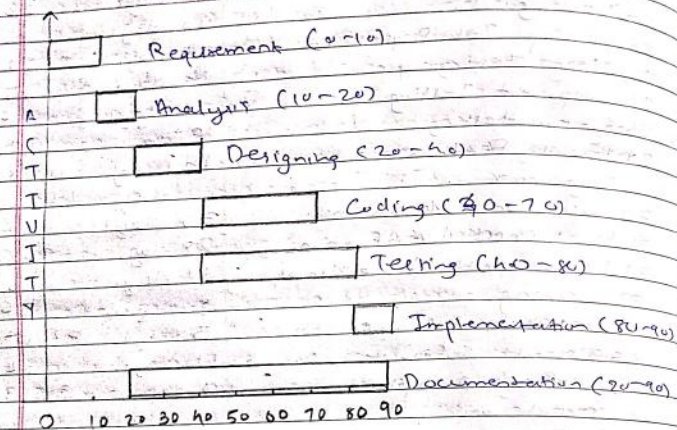 Requirement (0-10)
Analysis (10-20)
Designing (20-40)
Coding (40-70)
Testing (40-80)
Implementation (80-90)
Documentation (20-90)
A
C
T
I
V
I
T
Y
0 10 20 30 40 50 60 70 80 90